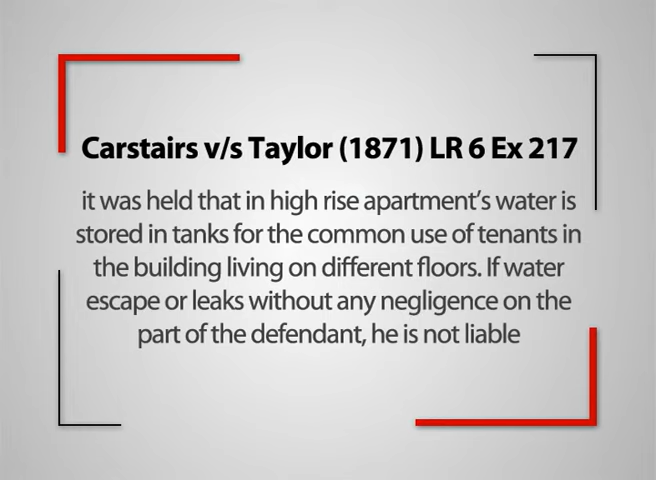 Carstairs v/s Taylor (1871) LR 6 Ex 217
it was held that in high rise apartment's water is
stored in tanks for the common use of tenants in
the building living on different floors. If water
escape or leaks without any negligence on the
part of the defendant, he is not liable